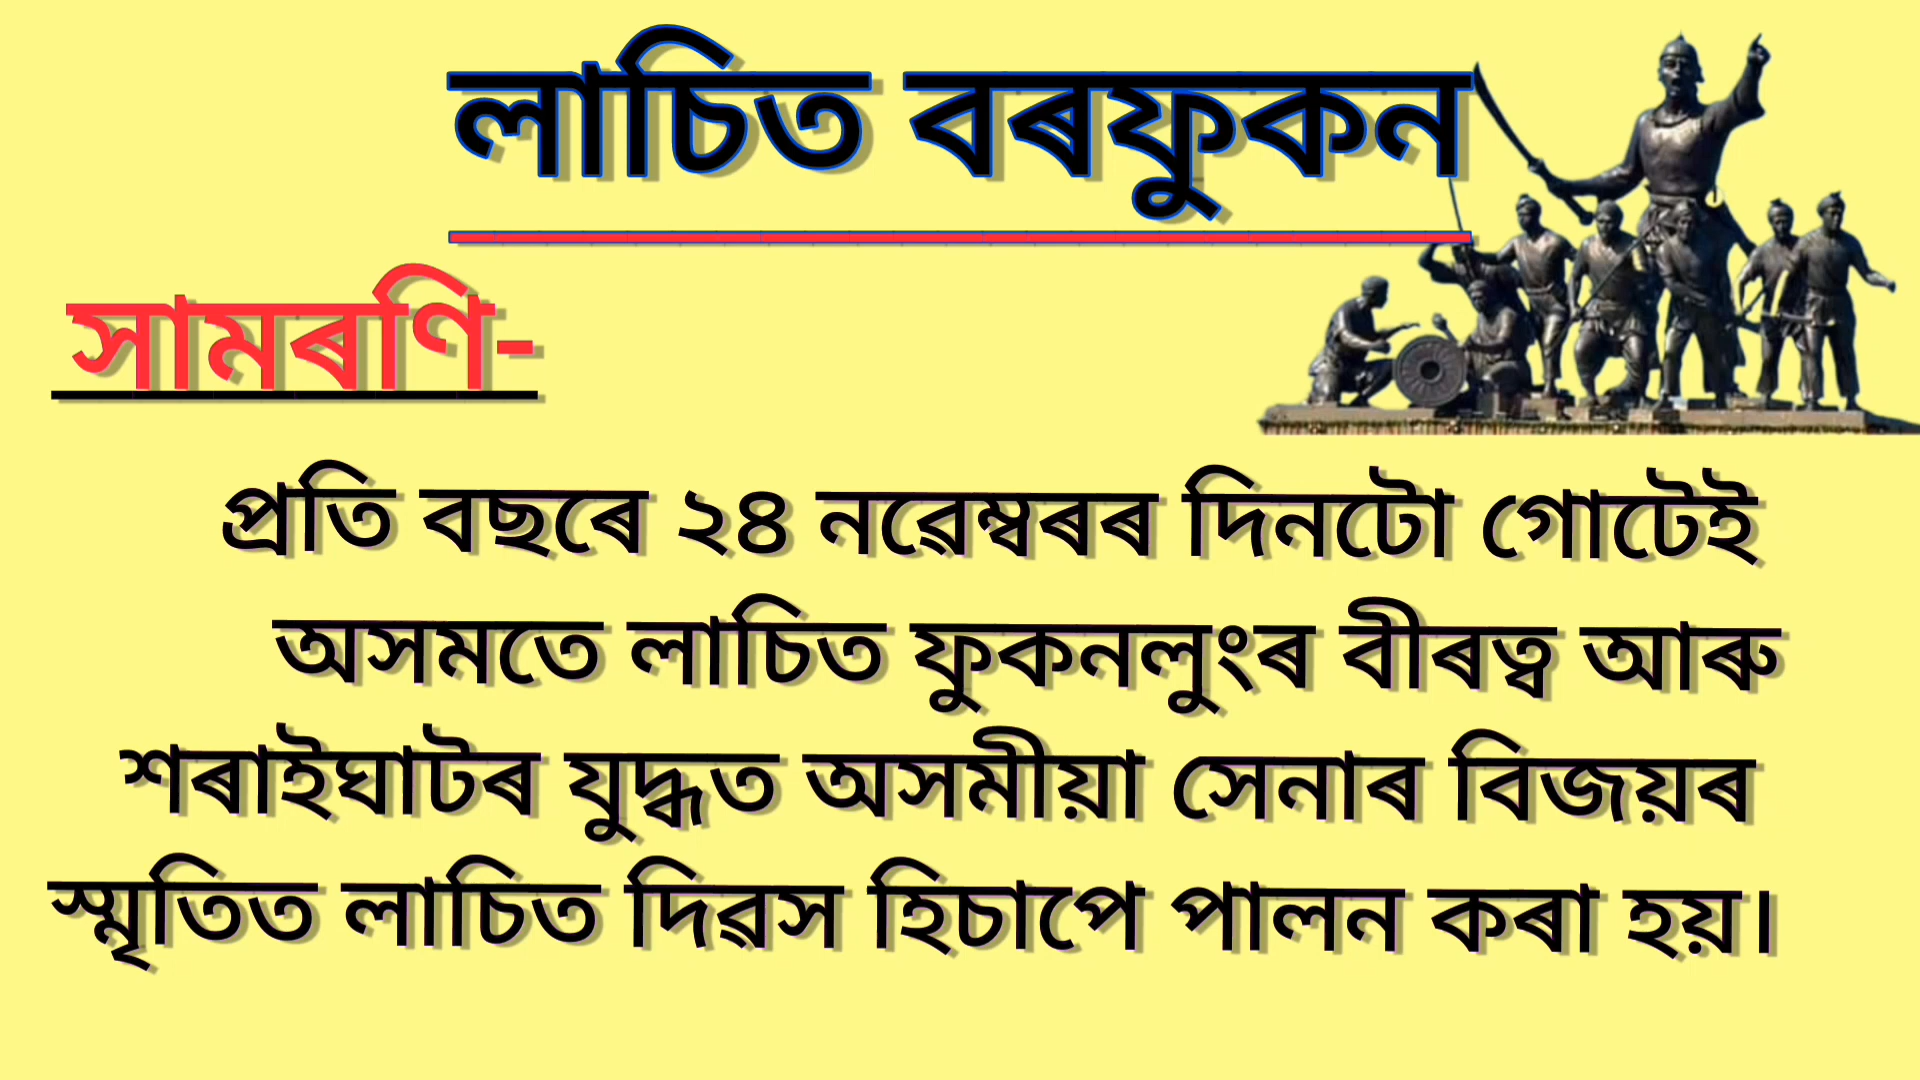 লাচিত বৰফুকন
সামৰণি-
প্ৰতি বছৰে ২৪ নৱেম্বৰৰ দিনটো গোটেই
অসমতে লাচিত ফুকনলুংৰ বীৰত্ব আৰু
শৰাইঘাটৰ যুদ্ধত অসমীয়া সেনাৰ বিজয়ৰ
স্মৃতিত লাচিত দিৱস হিচাপে পালন কৰা হয়।